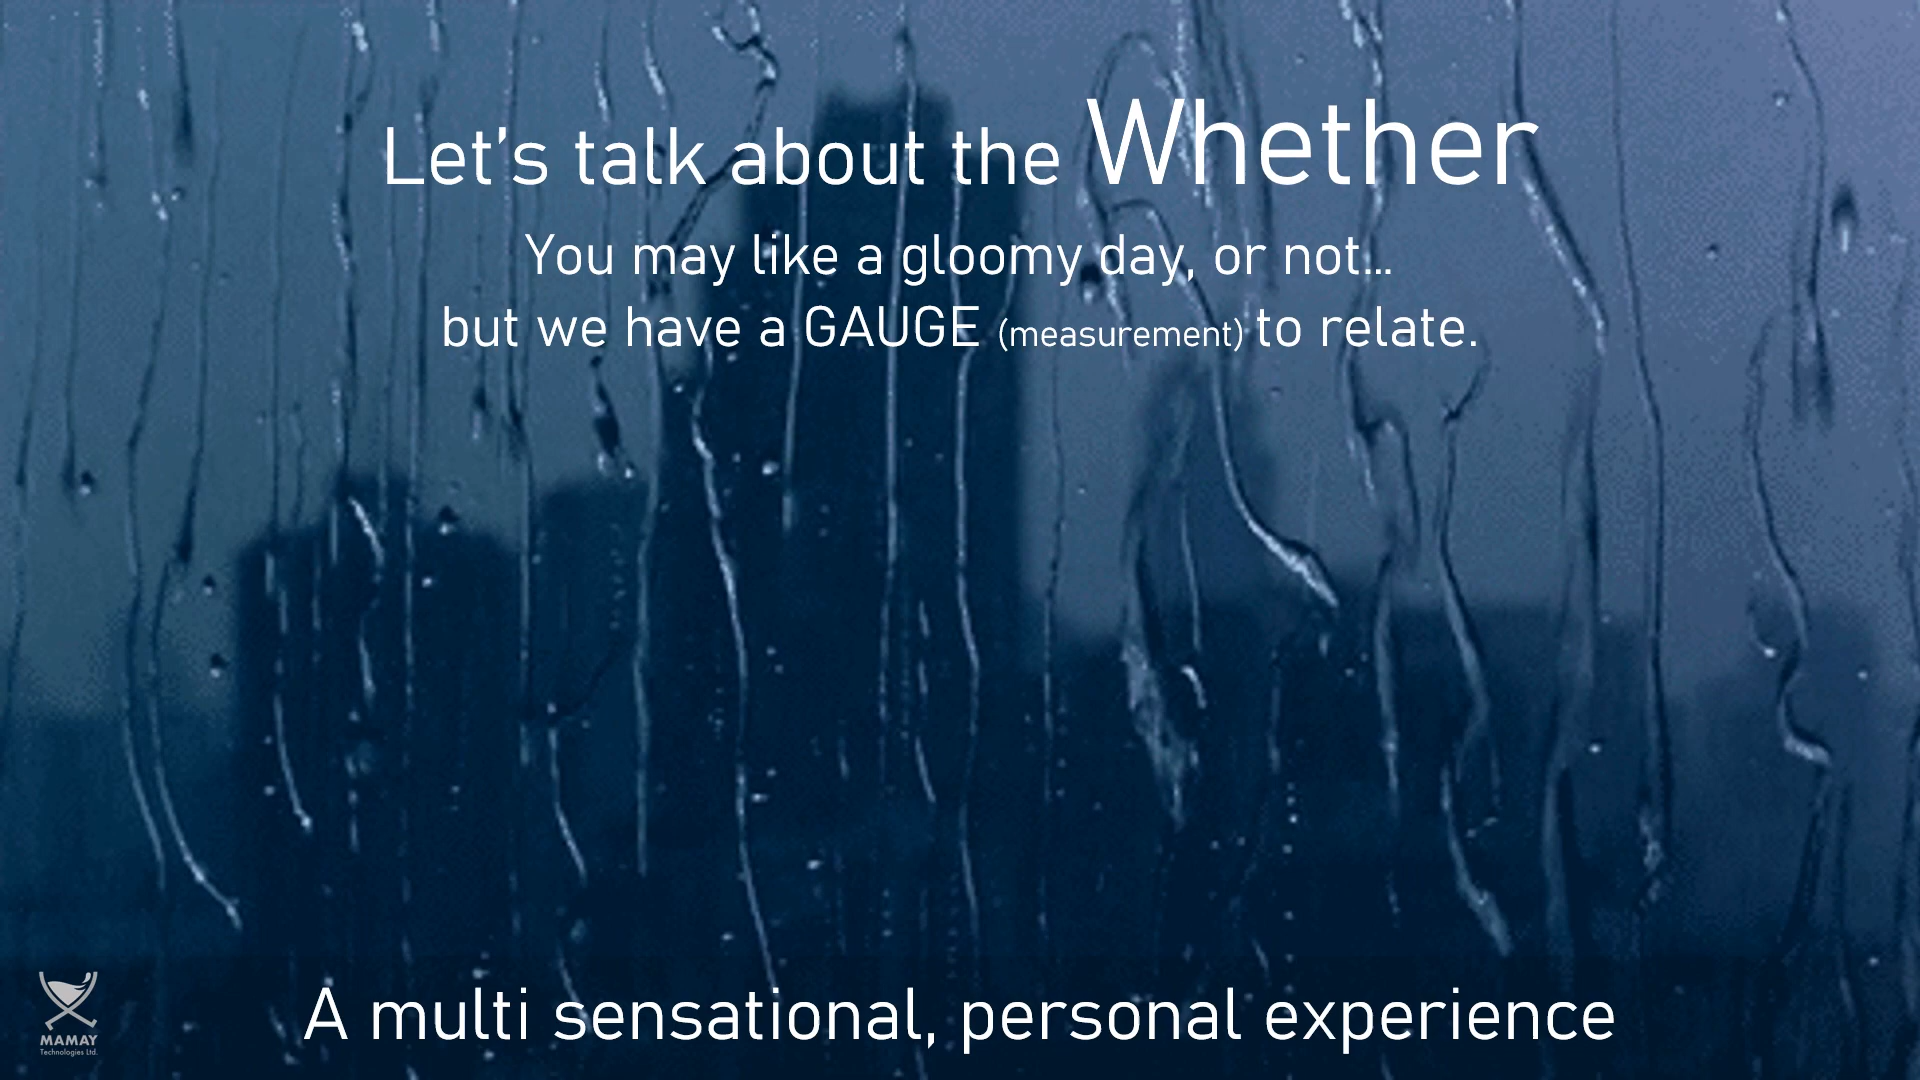 Let's talk about the Whether
You may like a gloomy day, or not...
but we have a GAUGE (measurement) to relate.
A multi sensational, personal experience
MAMAY
Technologies Ltd.